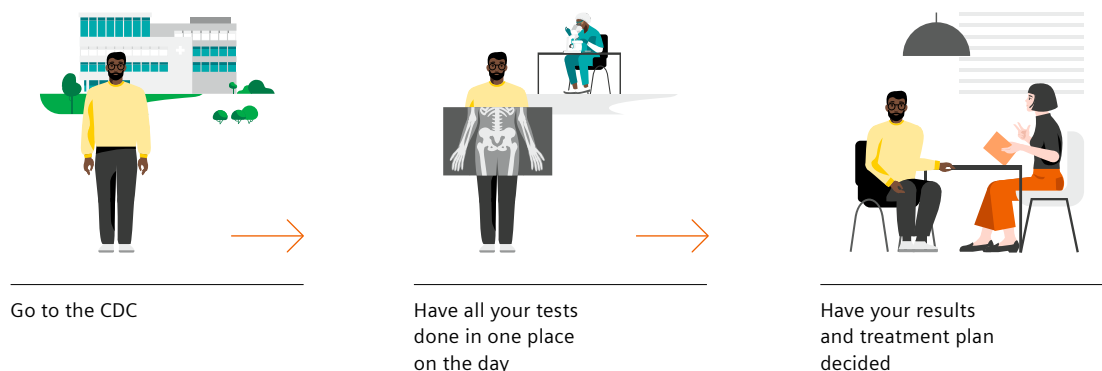 Go to the CDC
Have all your tests
done in one place
on the day
Have your results
and treatment plan
decided